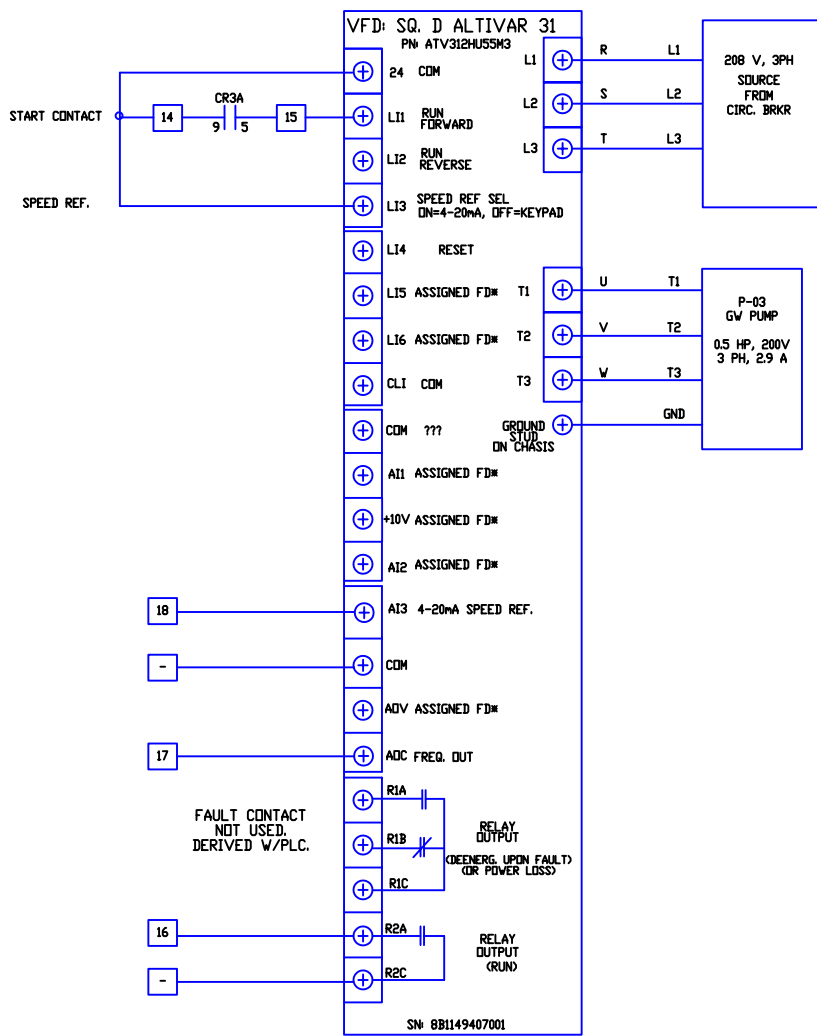 VFD: SQ. D ALTIVAR 31
PN: ATV312HU55M3
24 COM
START CONTACT
14
CR3A
9 5
15
LI1 RUN
FORWARD
LI2 RUN
REVERSE
SPEED REF.
LI3 SPEED REF SEL
ON=4-20mA, OFF=KEYPAD
L1 R L1
L2 S L2
L3 T L3
208 V, 3PH
SOURCE
FROM
CIRC. BRKR
LI4 RESET
LI5 ASSIGNED FD*
LI6 ASSIGNED FD*
CLI COM
T1 U T1
T2 V T2
T3 W T3
GROUND
STUD
ON CHASIS
GND
P-03
GW PUMP
0.5 HP, 200V
3 PH, 2.9 A
COM ???
AI1 ASSIGNED FD*
+10V ASSIGNED FD*
AI2 ASSIGNED FD*
18
AI3 4-20mA SPEED REF.
-
COM
AOV ASSIGNED FD*
17
AOC FREQ. OUT
FAULT CONTACT
NOT USED.
DERIVED W/PLC.
R1A
R1B
R1C
RELAY
OUTPUT
(DEENERG. UPON FAULT)
(OR POWER LOSS)
16
R2A
-
R2C
RELAY
OUTPUT
(RUN)
SN: 8B1149407001